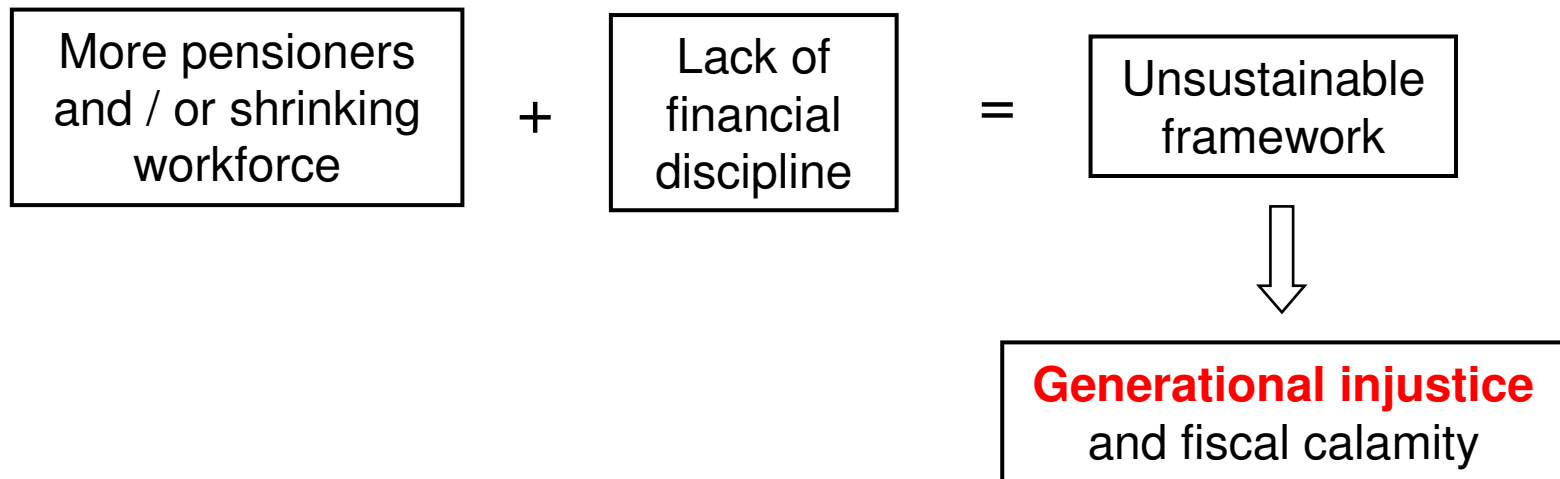 More pensioners
and / or shrinking
workforce
+
Lack of
financial
discipline
=
Unsustainable
framework
Generational injustice
and fiscal calamity